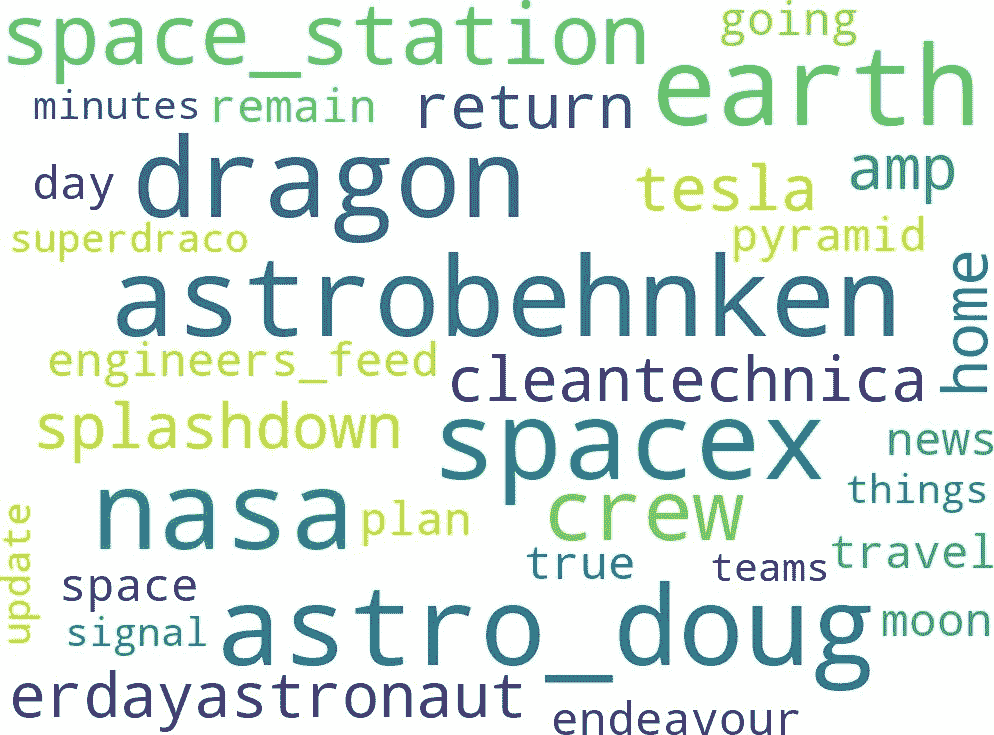 space_station
going
earth
minutes
remain
return
day
dragon
tesla
amp
superdraco
pyramid
astrobehnken
home
engineers_feed
cleantechnica
splashdown
spacex
news
things
nasa
plan
crew
update
true
teams
travel
space
signal
astro_doug
moon
erdayastronaut
endeavour